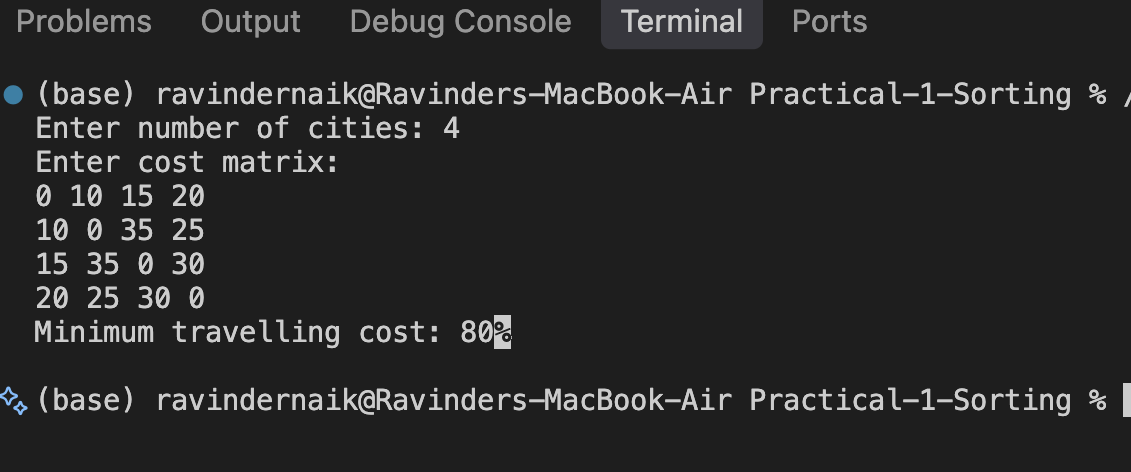 Problems Output Debug Console Terminal Ports
(base) ravindernaik@Ravinders-MacBook-Air Practical-1-Sorting % /
Enter number of cities: 4
Enter cost matrix:
0 10 15 20
10 0 35 25
15 35 0 30
20 25 30 0
Minimum travelling cost: 80%
(base) ravindernaik@Ravinders-MacBook-Air Practical-1-Sorting %